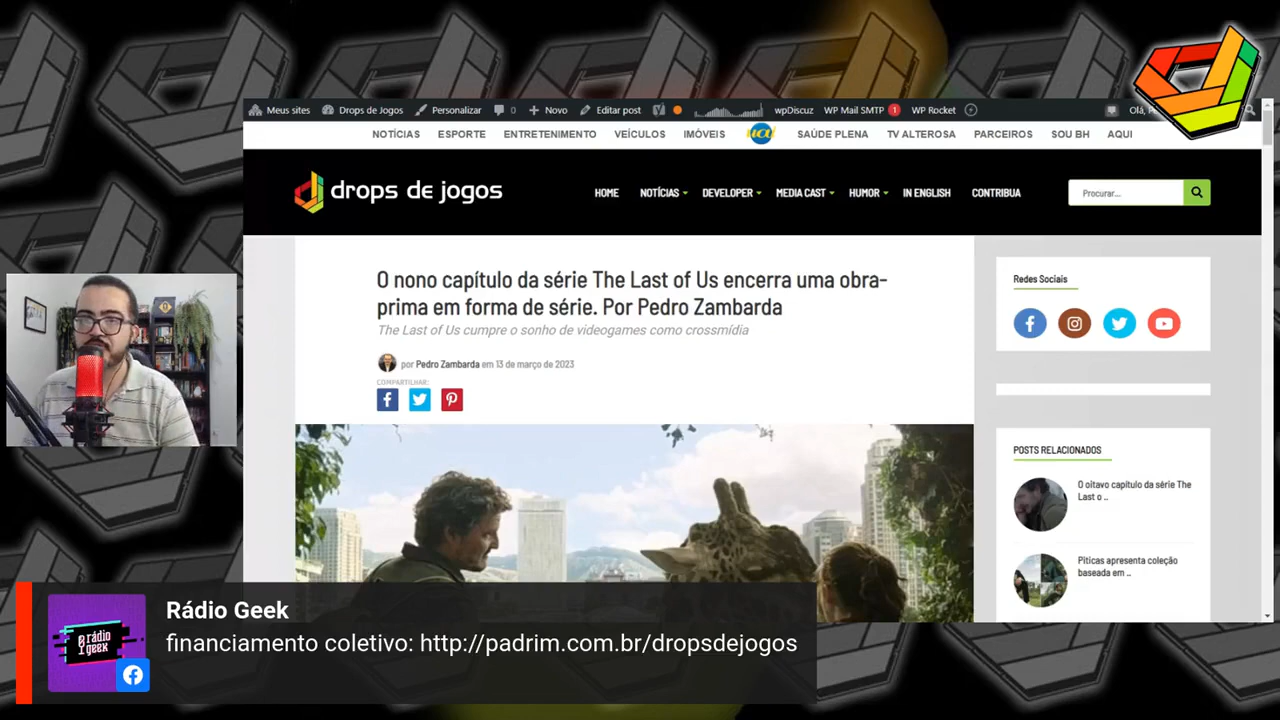 Meus sites
Drops de Jogos
Personalizar
0
Novo
Editar post
wpDiscuz
WP Mail SMTP
1
WP Rocket
NOTÍCIAS
ESPORTE
ENTRETENIMENTO
VEÍCULOS
IMÓVEIS
SAÚDE PLENA
TV ALTEROSA
PARCEIROS
SOU BH
AQUI
drops de jogos
HOME
NOTÍCIAS
DEVELOPER
MEDIA CAST
HUMOR
IN ENGLISH
CONTRIBUA
Procurar...
O nono capítulo da série The Last of Us encerra uma obra-
prima em forma de série. Por Pedro Zambarda
The Last of Us cumpre o sonho de videogames como crossmídia
por Pedro Zambarda em 13 de março de 2023
COMPARTILHAR:
Redes Sociais
POSTS RELACIONADOS
O oitavo capítulo da série The
Last o ..
Piticas apresenta coleção
baseada em ..
rádio
geek
Rádio Geek
financiamento coletivo: http://padrim.com.br/dropsdejogos